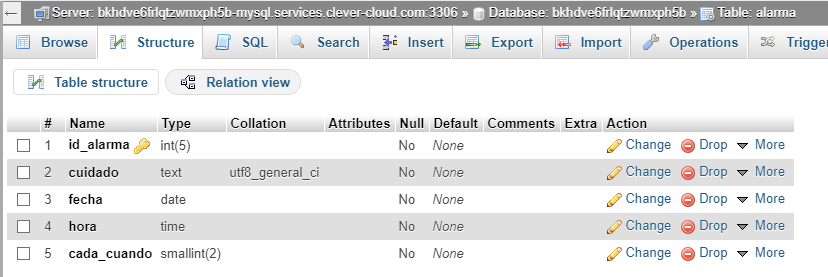 Server: bkhdve6frlqtzwmxph5b-mysql.services.clever-cloud.com:3306 » Database: bkhdve6frlqtzwmxph5b » Table: alarma
Browse Structure SQL Search Insert Export Import Operations Trigger
Table structure Relation view
# Name Type Collation Attributes Null Default Comments Extra Action
1 id_alarma int(5) No None Change Drop More
2 cuidado text utf8_general_ci No None Change Drop More
3 fecha date No None Change Drop More
4 hora time No None Change Drop More
5 cada_cuando smallint(2) No None Change Drop More